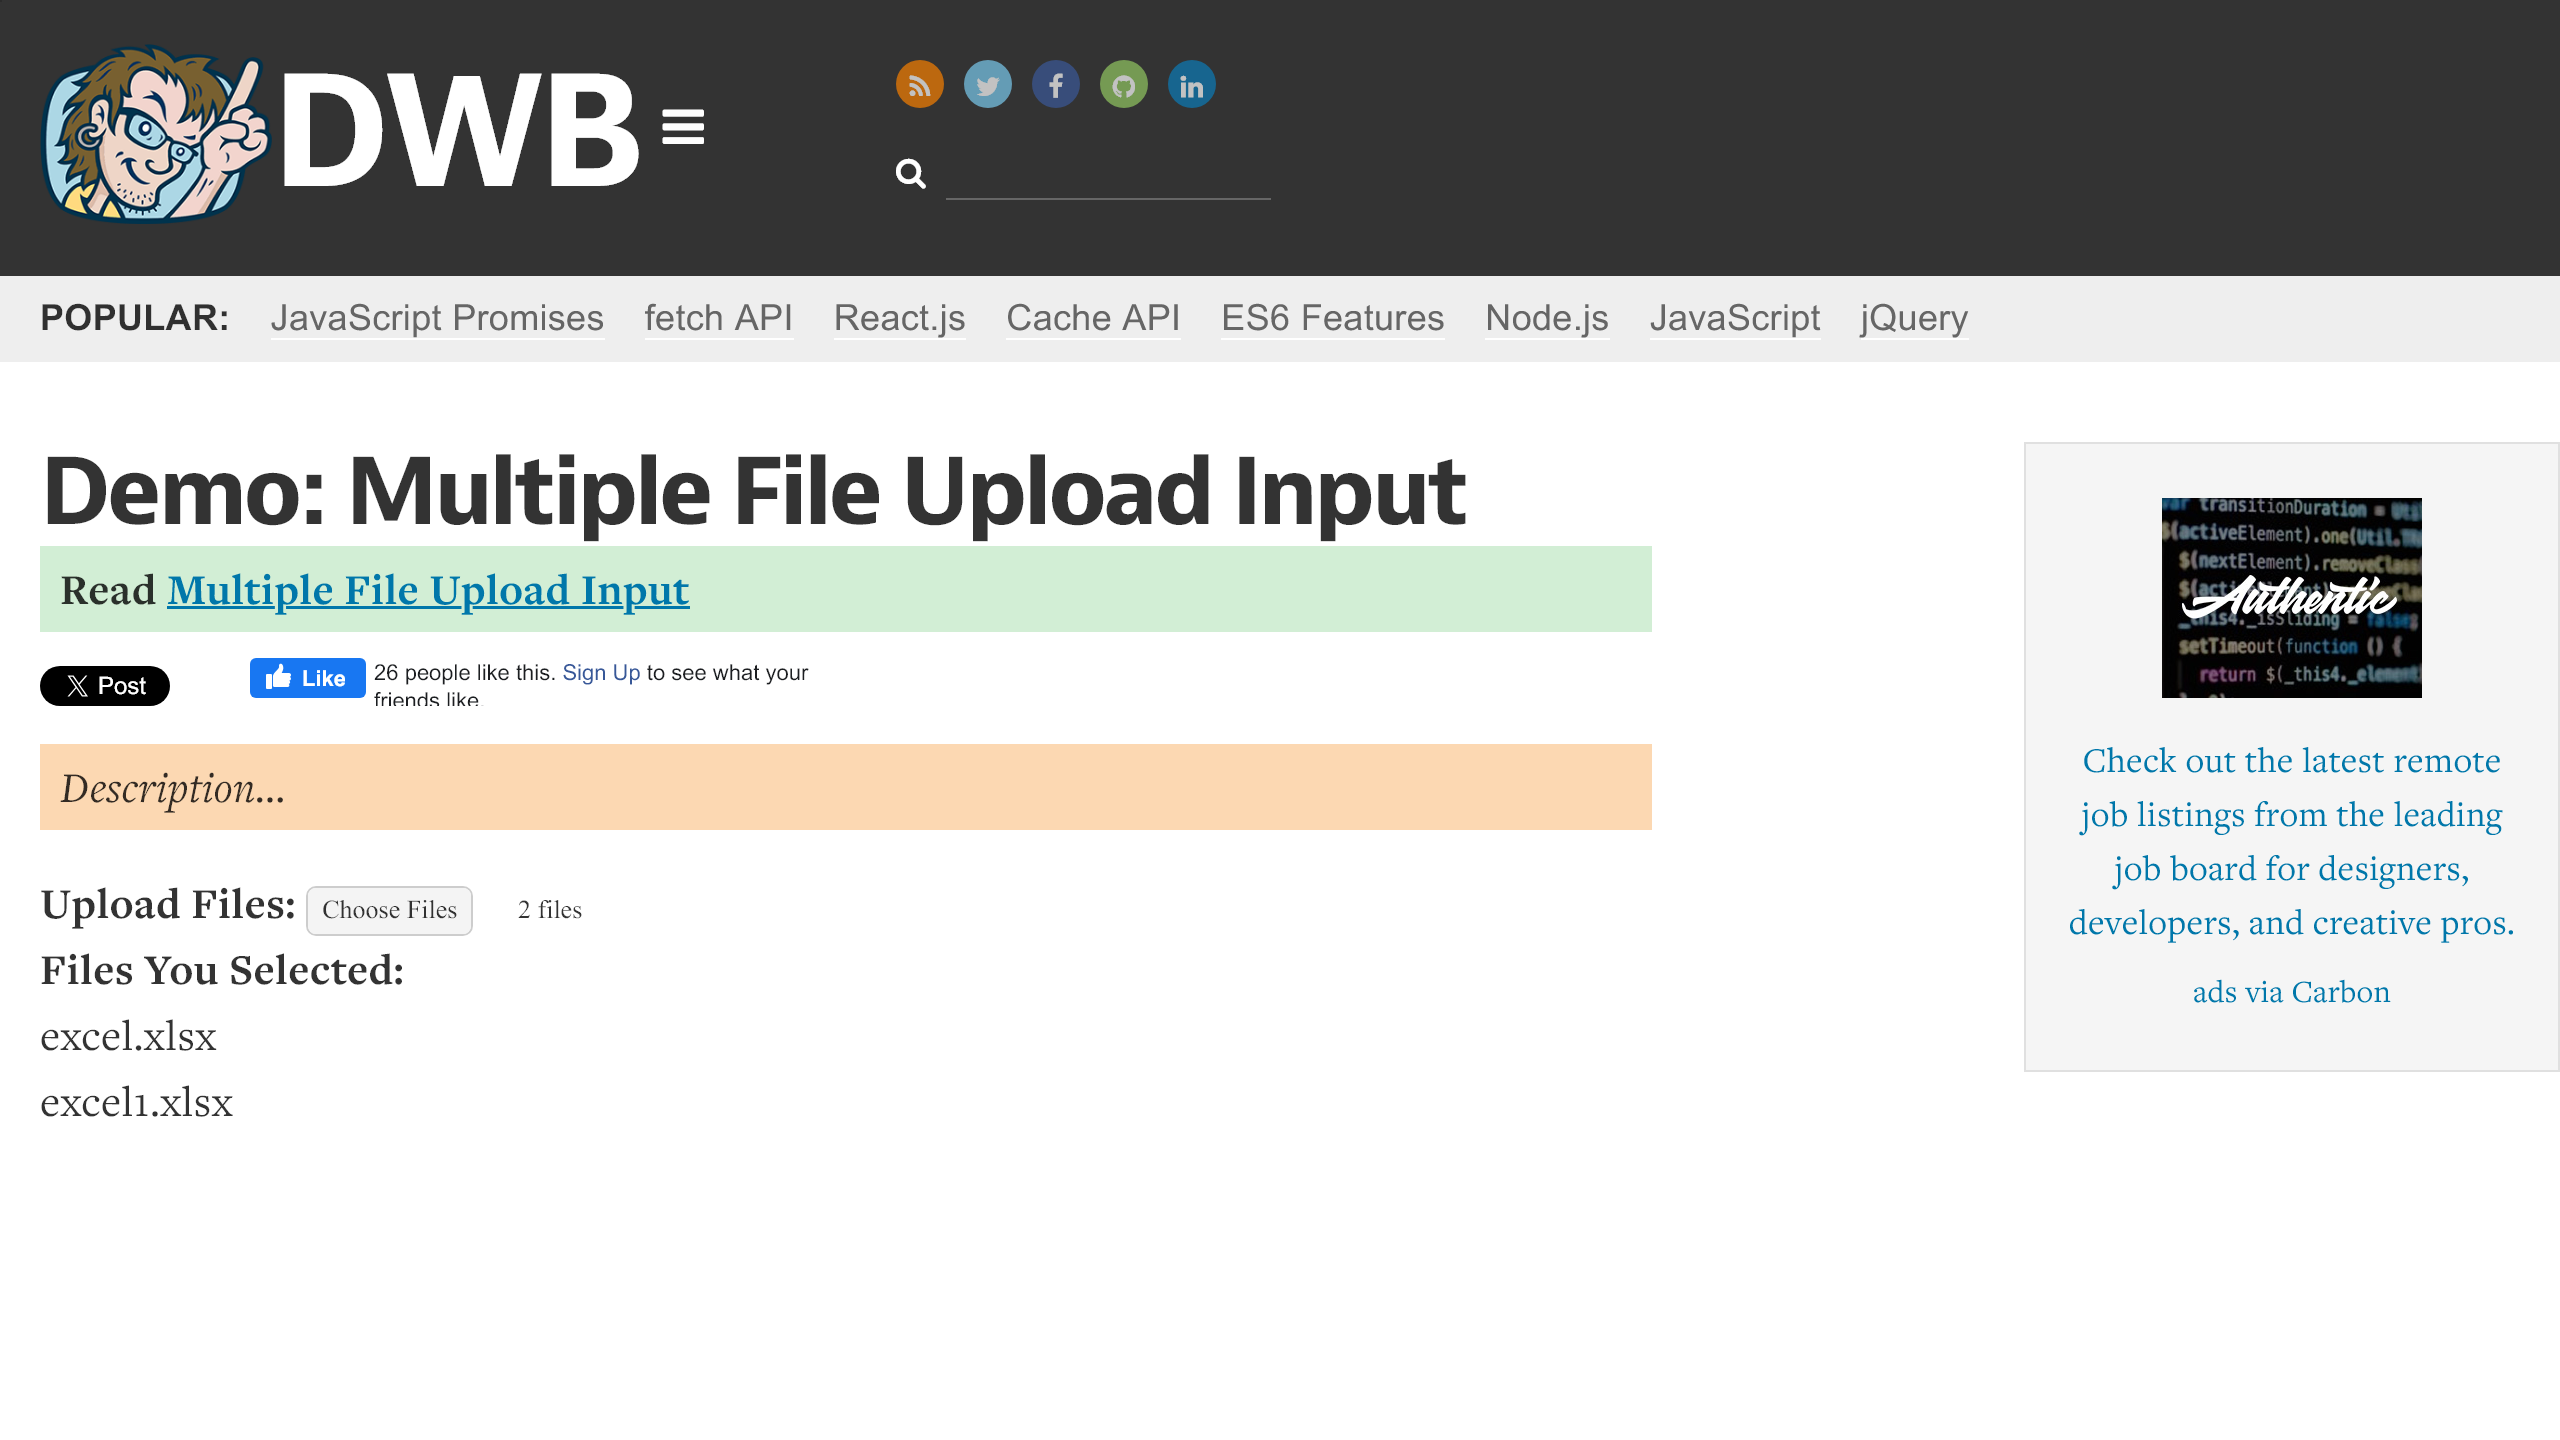 DWB
POPULAR: JavaScript Promises fetch API React.js Cache API ES6 Features Node.js JavaScript jQuery
Demo: Multiple File Upload Input
Read Multiple File Upload Input
Post
Like 26 people like this. Sign Up to see what your
friends like.
Description...
Upload Files: Choose Files 2 files
Files You Selected:
excel.xlsx
excel1.xlsx
var transitionDuration =
$(activeElement).one(Util.
$(nextElement).removeClass
Authentic
_this4._isSliding = false;
setTimeout(function () {
return $(_this4._element
Check out the latest remote
job listings from the leading
job board for designers,
developers, and creative pros.
ads via Carbon